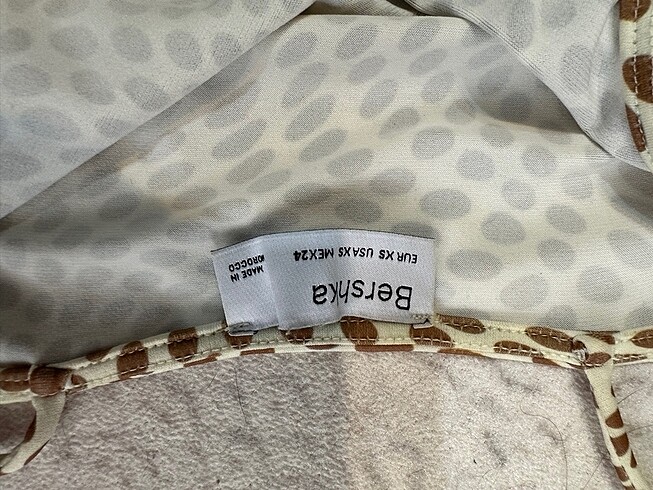 Bershka
EUR XS USA XS MEX 24
MADE IN
MOROCCO